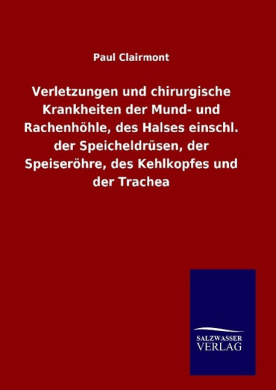 Paul Clairmont
Verletzungen und chirurgische
Krankheiten der Mund- und
Rachenhöhle, des Halses einschl.
der Speicheldrüsen, der
Speiseröhre, des Kehlkopfes und
der Trachea
SALZWASSER
VERLAG